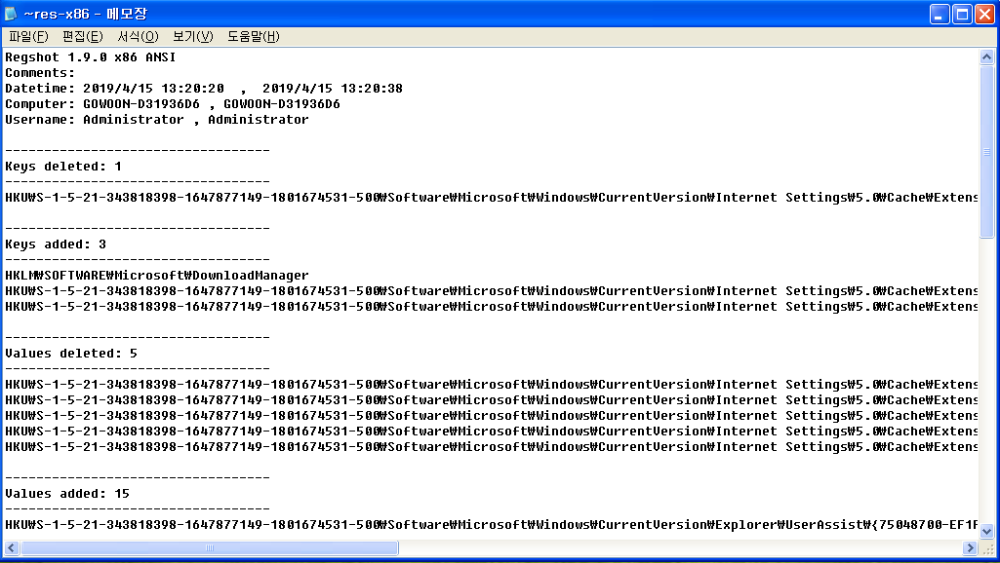 ~res-x86 - 메모장
파일(F) 편집(E) 서식(O) 보기(V) 도움말(H)
Regshot 1.9.0 x86 ANSI
Comments:
Datetime: 2019/4/15 13:20:20  ,  2019/4/15 13:20:38
Computer: GOWOON-D31936D6 , GOWOON-D31936D6
Username: Administrator , Administrator
----------------------------------
Keys deleted: 1
----------------------------------
HKU₩S-1-5-21-343818398-1647877149-1801674531-500₩Software₩Microsoft₩Windows₩CurrentVersion₩Internet Settings₩5.0₩Cache₩Extens
----------------------------------
Keys added: 3
----------------------------------
HKLM₩SOFTWARE₩Microsoft₩DownloadManager
HKU₩S-1-5-21-343818398-1647877149-1801674531-500₩Software₩Microsoft₩Windows₩CurrentVersion₩Internet Settings₩5.0₩Cache₩Extens
HKU₩S-1-5-21-343818398-1647877149-1801674531-500₩Software₩Microsoft₩Windows₩CurrentVersion₩Internet Settings₩5.0₩Cache₩Extens
----------------------------------
Values deleted: 5
----------------------------------
HKU₩S-1-5-21-343818398-1647877149-1801674531-500₩Software₩Microsoft₩Windows₩CurrentVersion₩Internet Settings₩5.0₩Cache₩Extens
HKU₩S-1-5-21-343818398-1647877149-1801674531-500₩Software₩Microsoft₩Windows₩CurrentVersion₩Internet Settings₩5.0₩Cache₩Extens
HKU₩S-1-5-21-343818398-1647877149-1801674531-500₩Software₩Microsoft₩Windows₩CurrentVersion₩Internet Settings₩5.0₩Cache₩Extens
HKU₩S-1-5-21-343818398-1647877149-1801674531-500₩Software₩Microsoft₩Windows₩CurrentVersion₩Internet Settings₩5.0₩Cache₩Extens
HKU₩S-1-5-21-343818398-1647877149-1801674531-500₩Software₩Microsoft₩Windows₩CurrentVersion₩Internet Settings₩5.0₩Cache₩Extens
----------------------------------
Values added: 15
----------------------------------
HKU₩S-1-5-21-343818398-1647877149-1801674531-500₩Software₩Microsoft₩Windows₩CurrentVersion₩Explorer₩UserAssist₩{75048700-EF1F